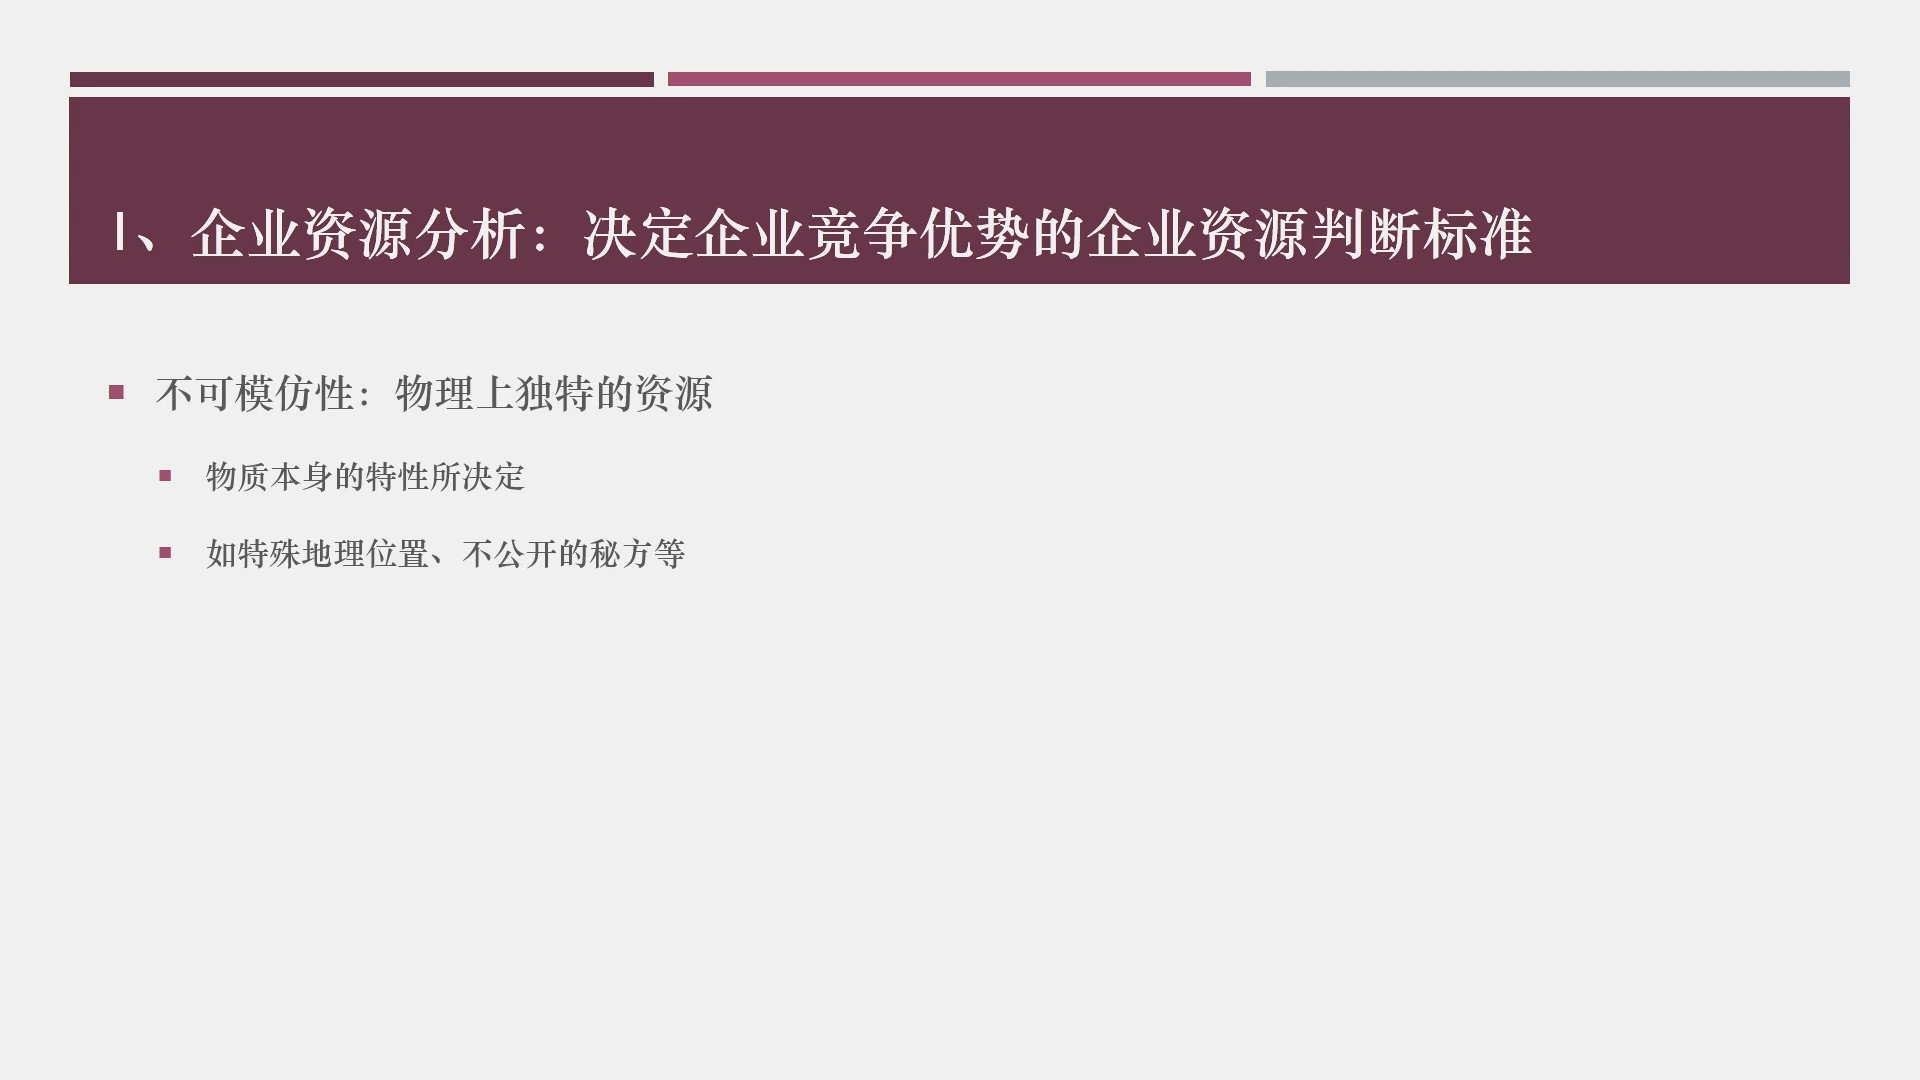 1、企业资源分析：决定企业竞争优势的企业资源判断标准
不可模仿性：物理上独特的资源
物质本身的特性所决定
如特殊地理位置、不公开的秘方等